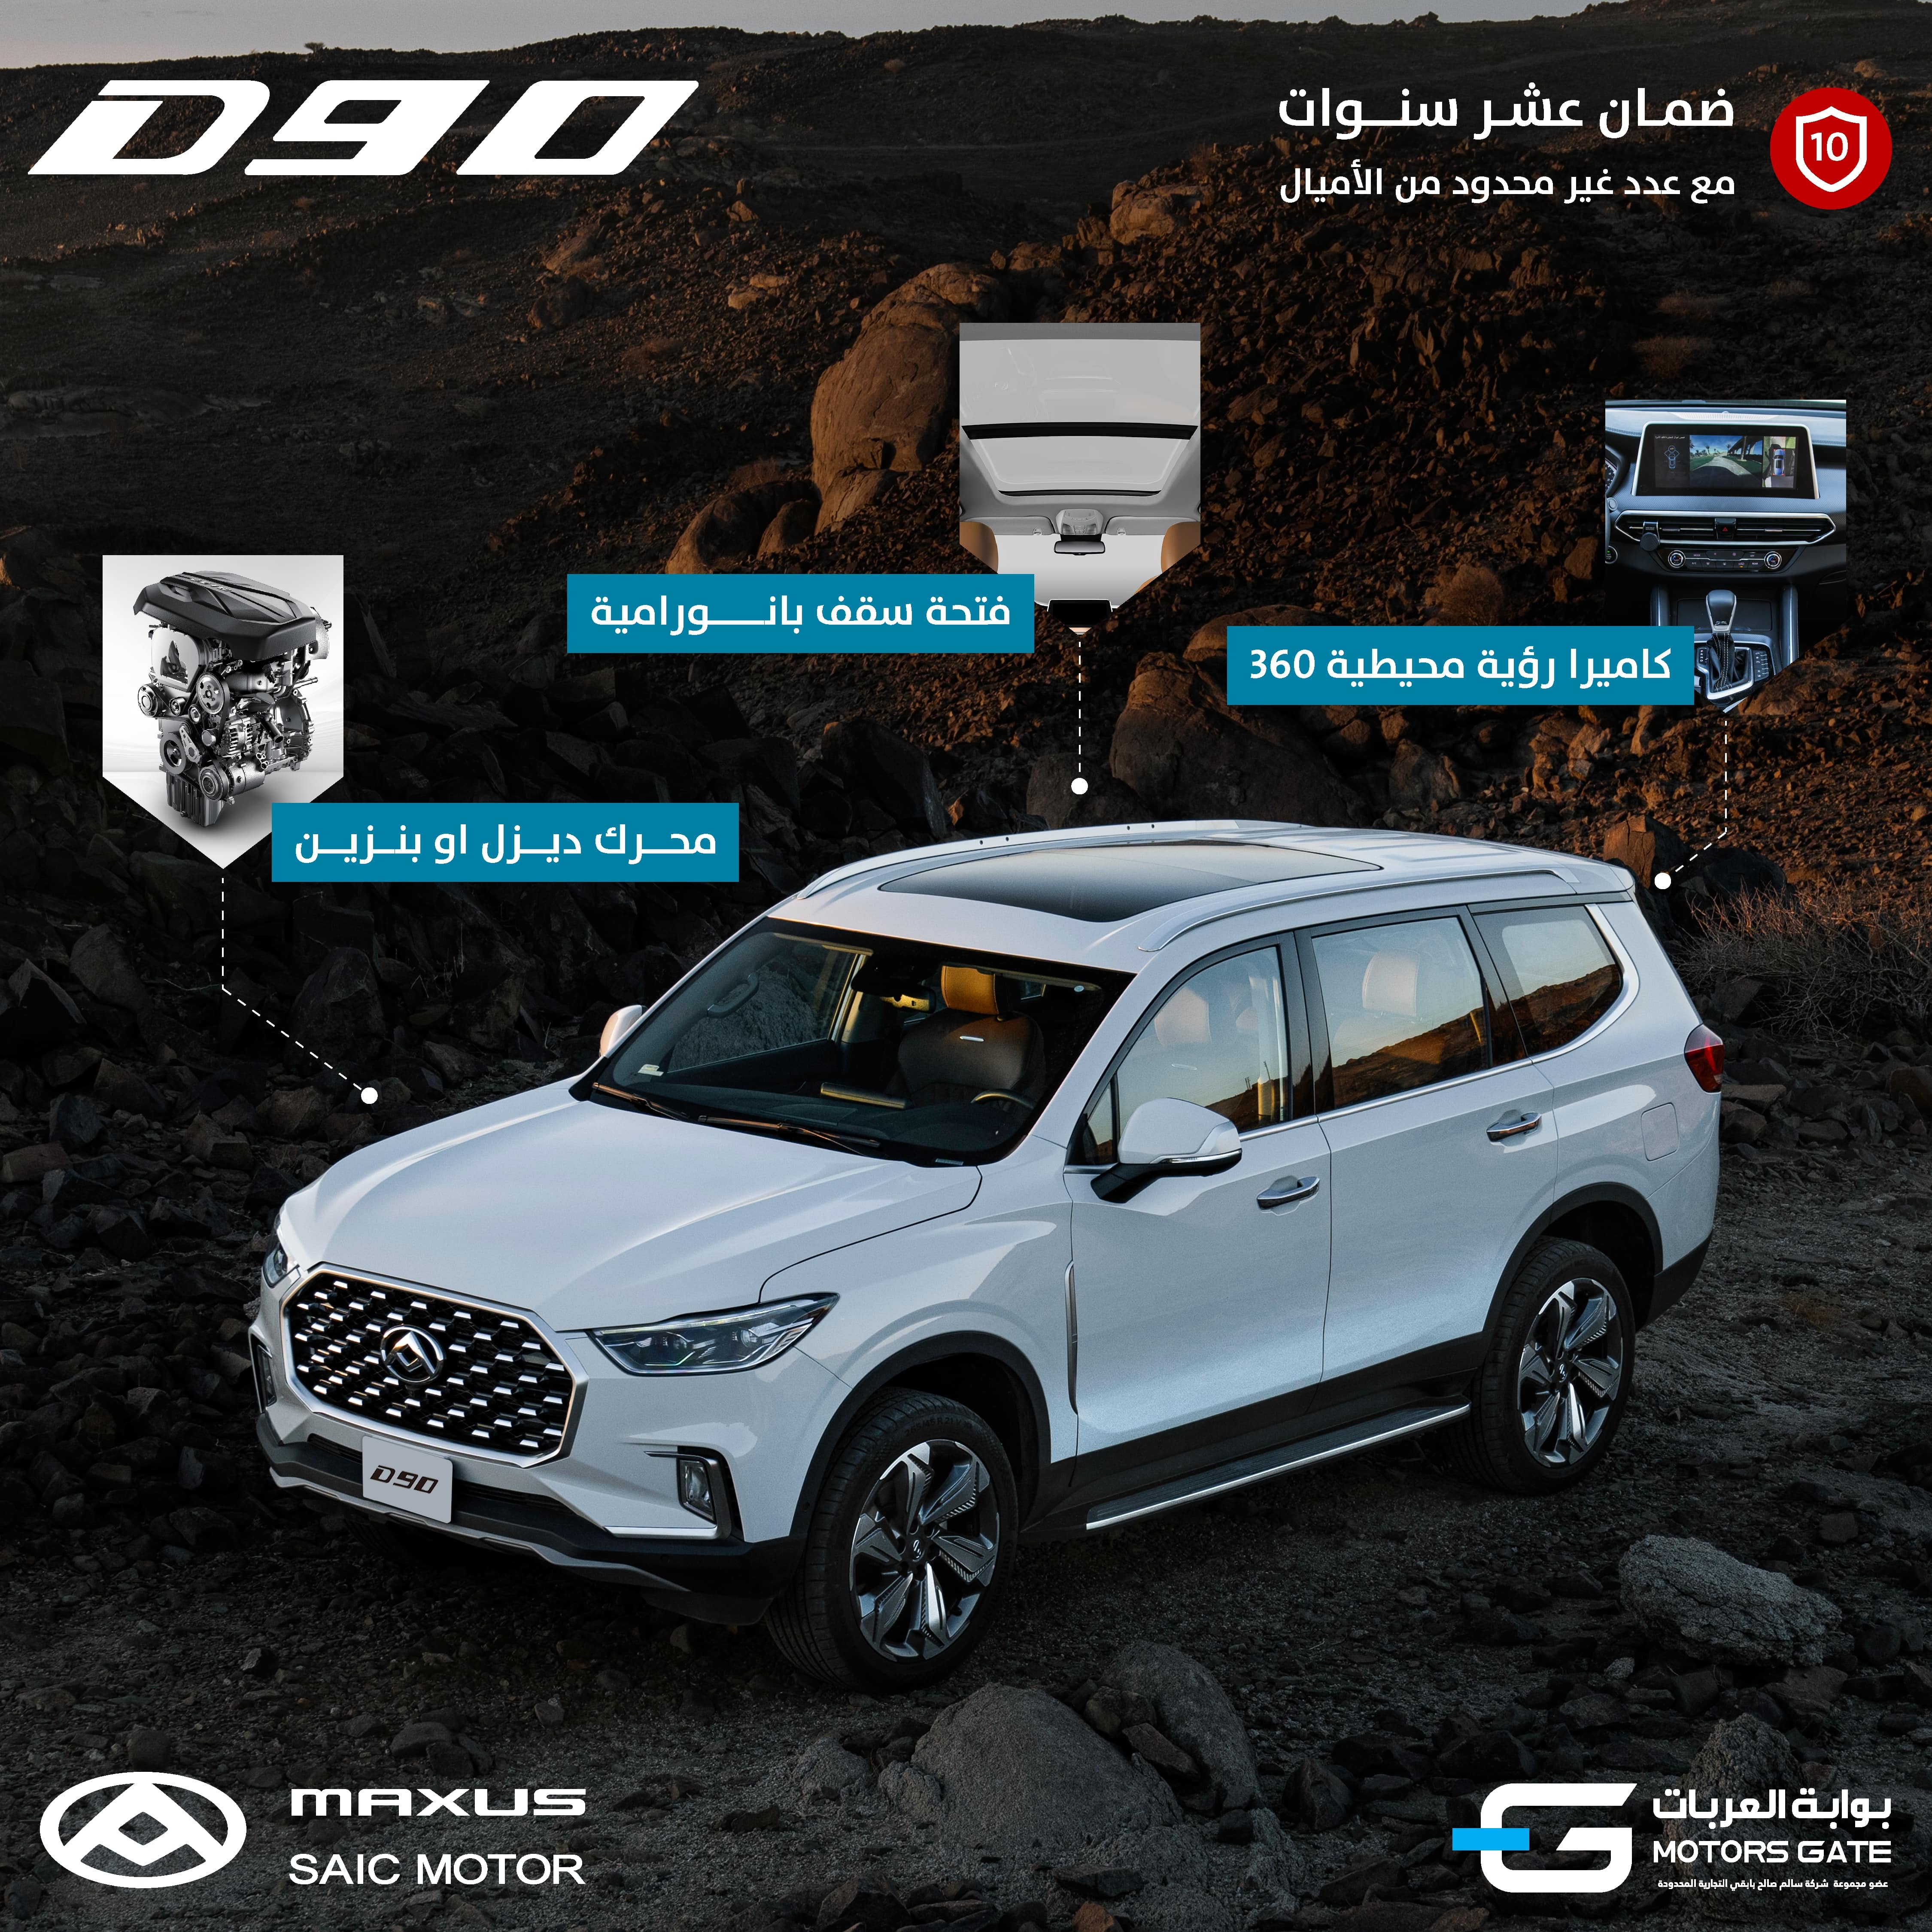 D90
ضمان عشر سنوات
مع عدد غير محدود من الأميال
10
فتحة سقف بانورامية
كاميرا رؤية محيطية 360
محرك ديزل او بنزين
D90
MAXUS
SAIC MOTOR
بوابة العربات
MOTORS GATE
عضو مجموعة شركة سالم صالح بابقي التجارية المحدودة